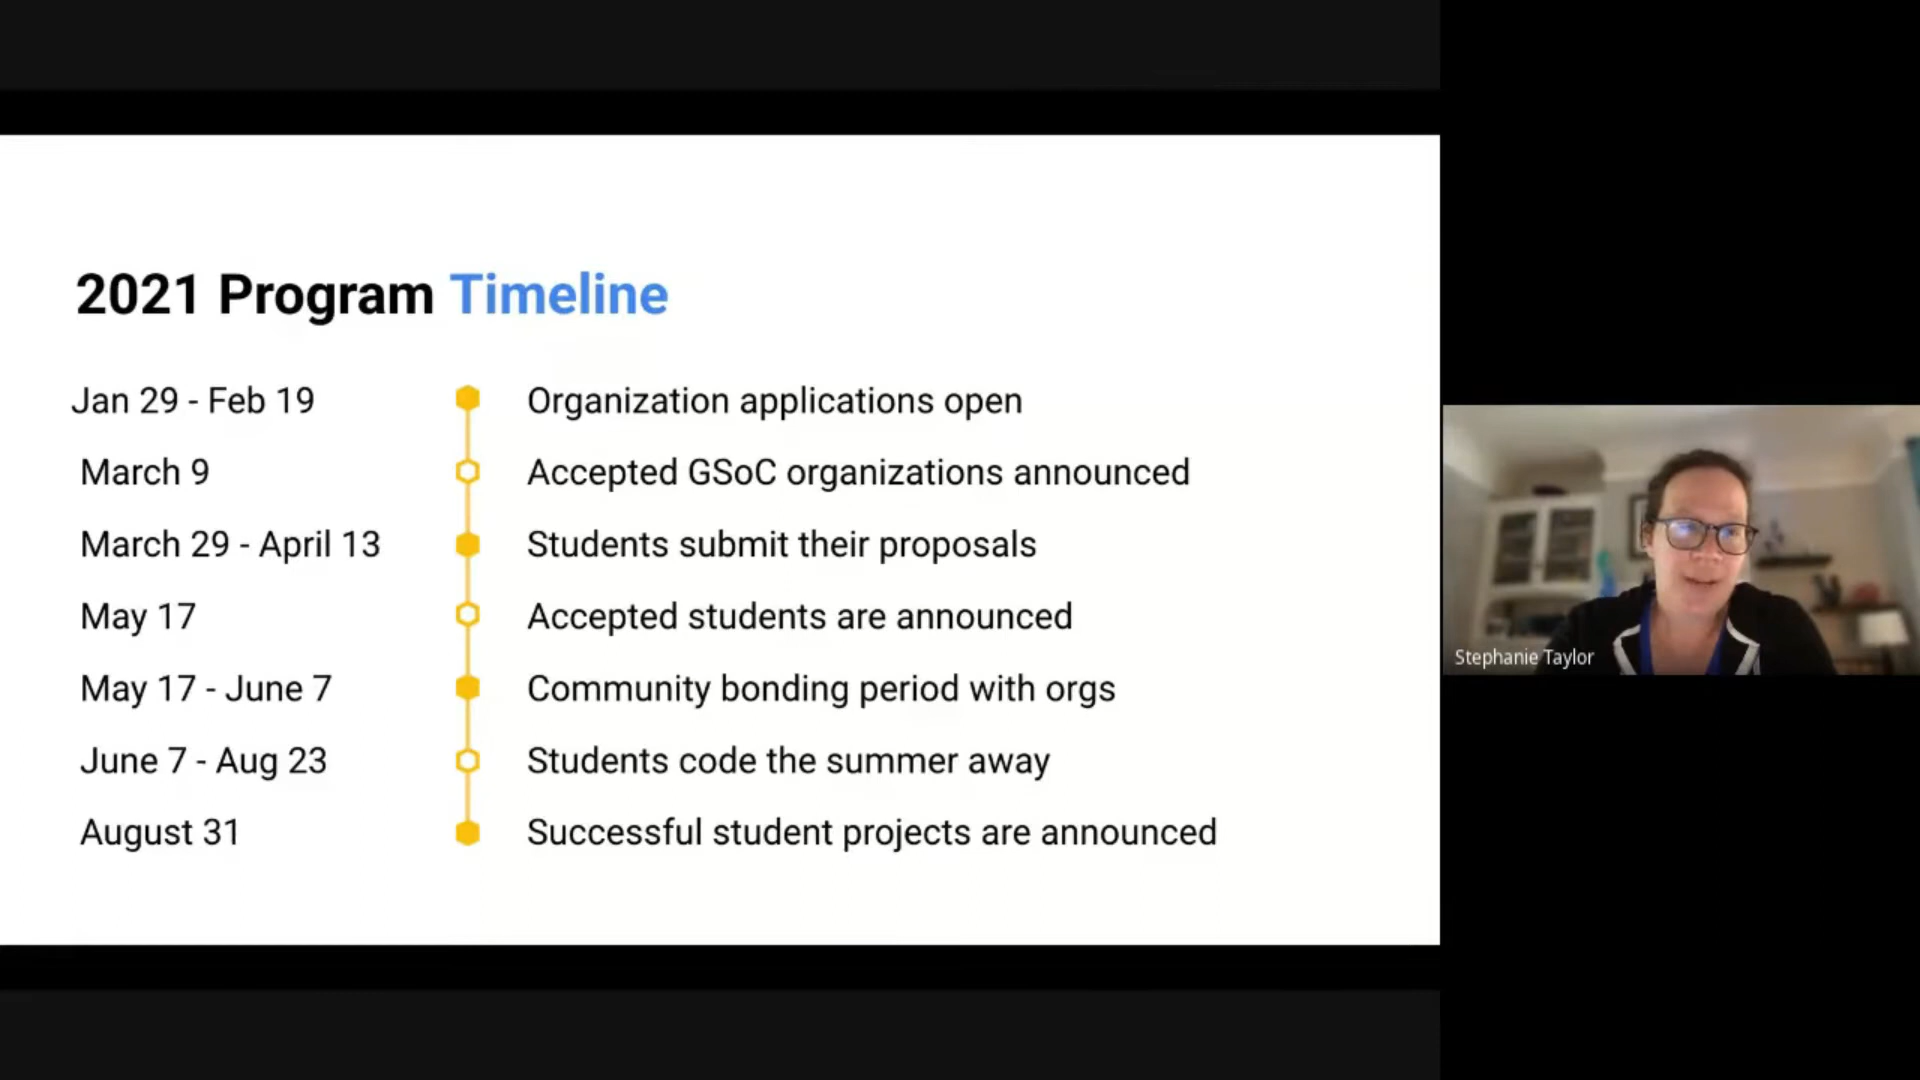 2021 Program Timeline
Jan 29 - Feb 19 Organization applications open
March 9 Accepted GSoC organizations announced
March 29 - April 13 Students submit their proposals
May 17 Accepted students are announced
May 17 - June 7 Community bonding period with orgs
June 7 - Aug 23 Students code the summer away
August 31 Successful student projects are announced
Stephanie Taylor